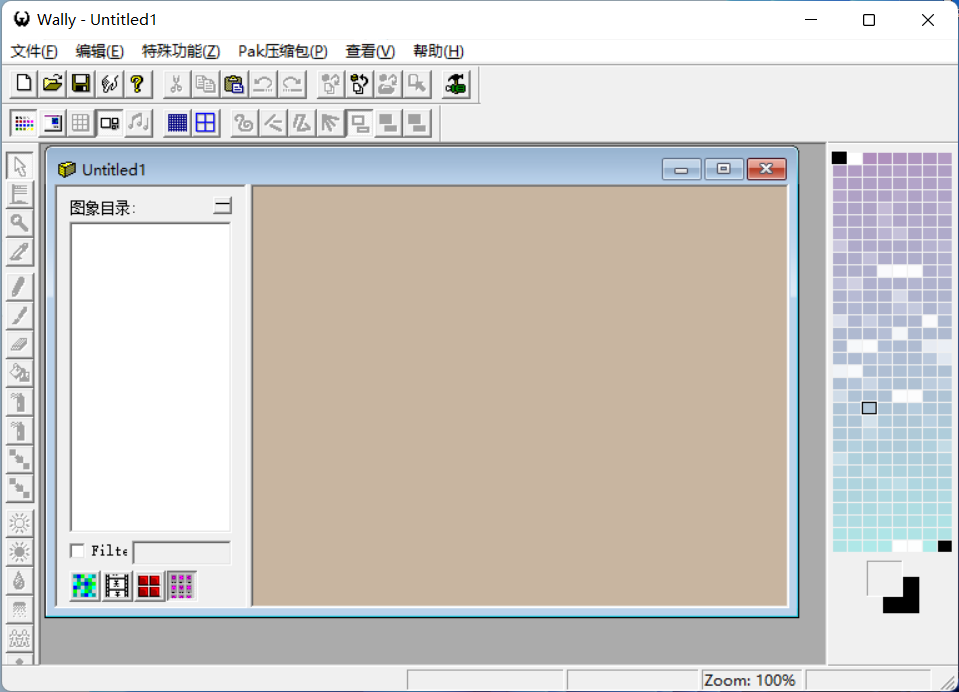 Wally - Untitled1
文件(F) 编辑(E) 特殊功能(Z) Pak压缩包(P) 查看(V) 帮助(H)
Untitled1
图象目录:
Filte
Zoom: 100%